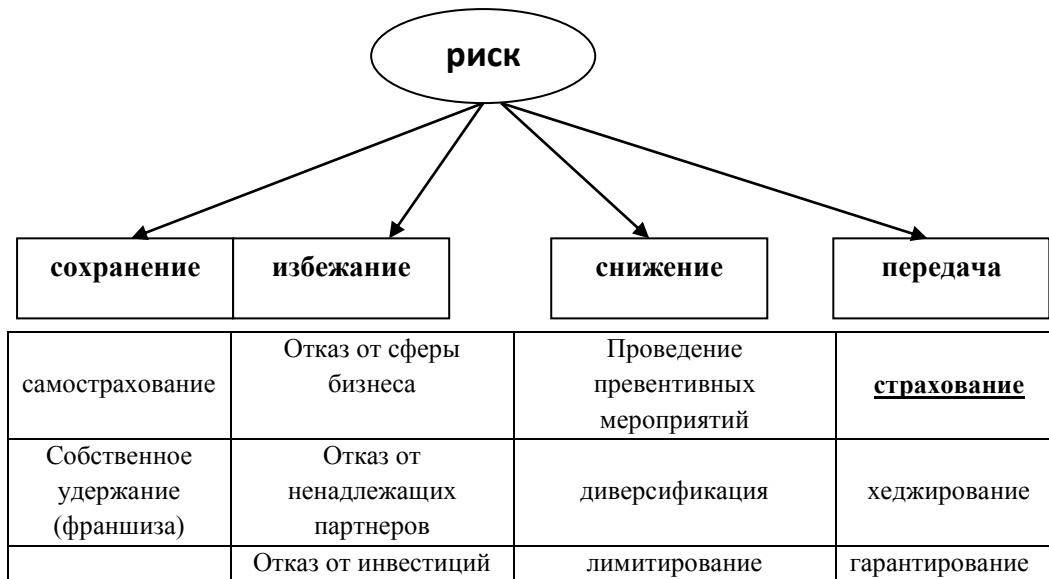 риск
сохранение
избежание
снижение
передача
самострахование
Отказ от сферы
бизнеса
Проведение
превентивных
мероприятий
страхование
Собственное
удержание
(франшиза)
Отказ от
ненадлежащих
партнеров
диверсификация
хеджирование
Отказ от инвестиций
лимитирование
гарантирование